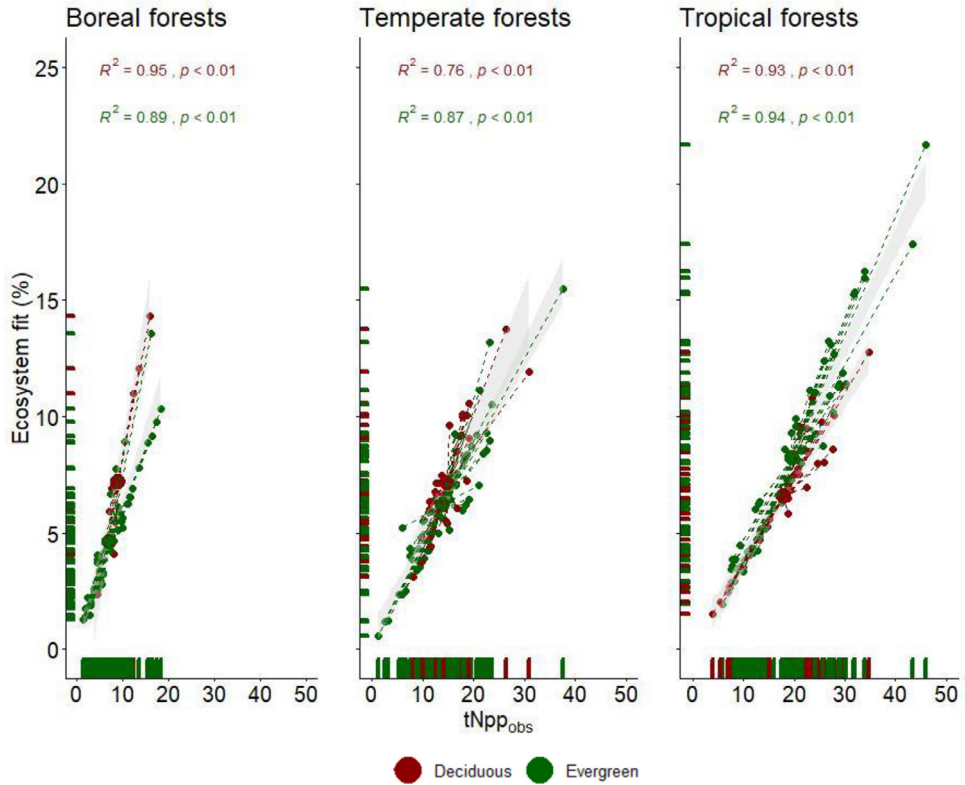 Boreal forests
Temperate forests
Tropical forests
R² = 0.95 , p < 0.01
R² = 0.89 , p < 0.01
R² = 0.76 , p < 0.01
R² = 0.87 , p < 0.01
R² = 0.93 , p < 0.01
R² = 0.94 , p < 0.01
Ecosystem fit (%)
25
20
15
10
5
0
0 10 20 30 40 50
0 10 20 30 40 50
0 10 20 30 40 50
tNpp_obs
Deciduous
Evergreen